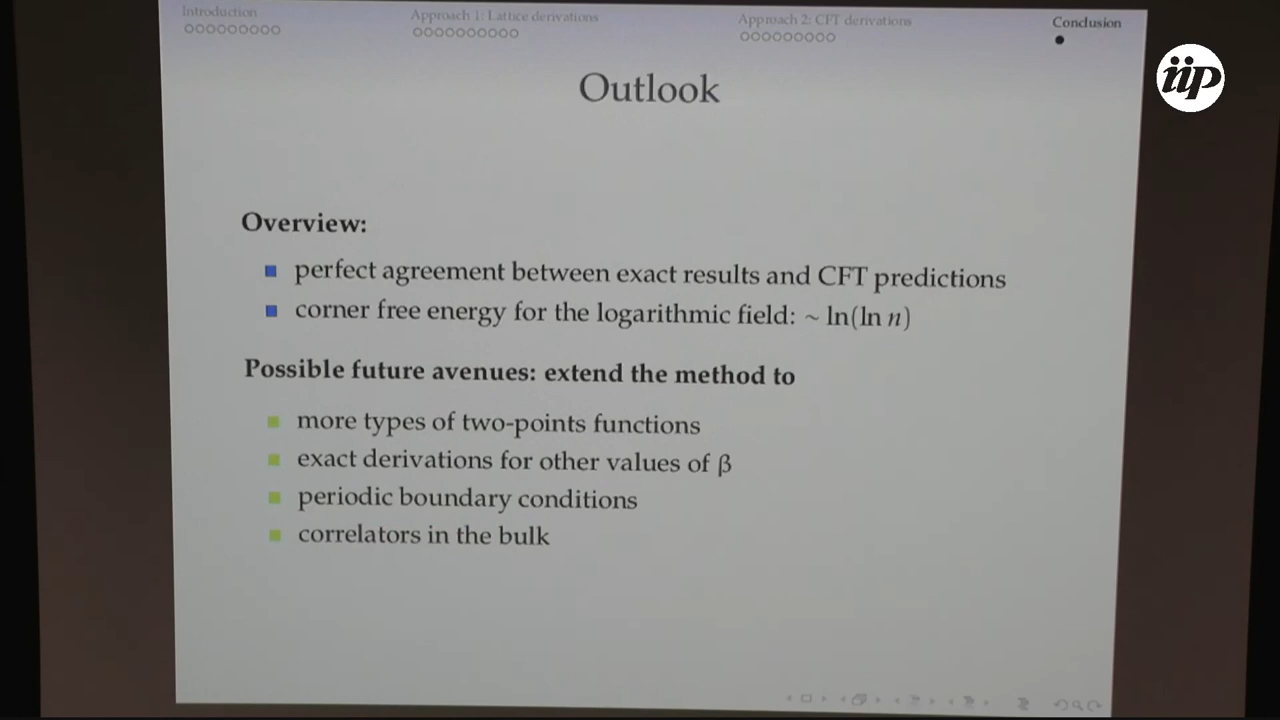 Introduction
Approach 1: Lattice derivations
Approach 2: CFT derivations
Conclusion
iip
Outlook
Overview:
perfect agreement between exact results and CFT predictions
corner free energy for the logarithmic field: ~ ln(ln n)
Possible future avenues: extend the method to
more types of two-points functions
exact derivations for other values of β
periodic boundary conditions
correlators in the bulk